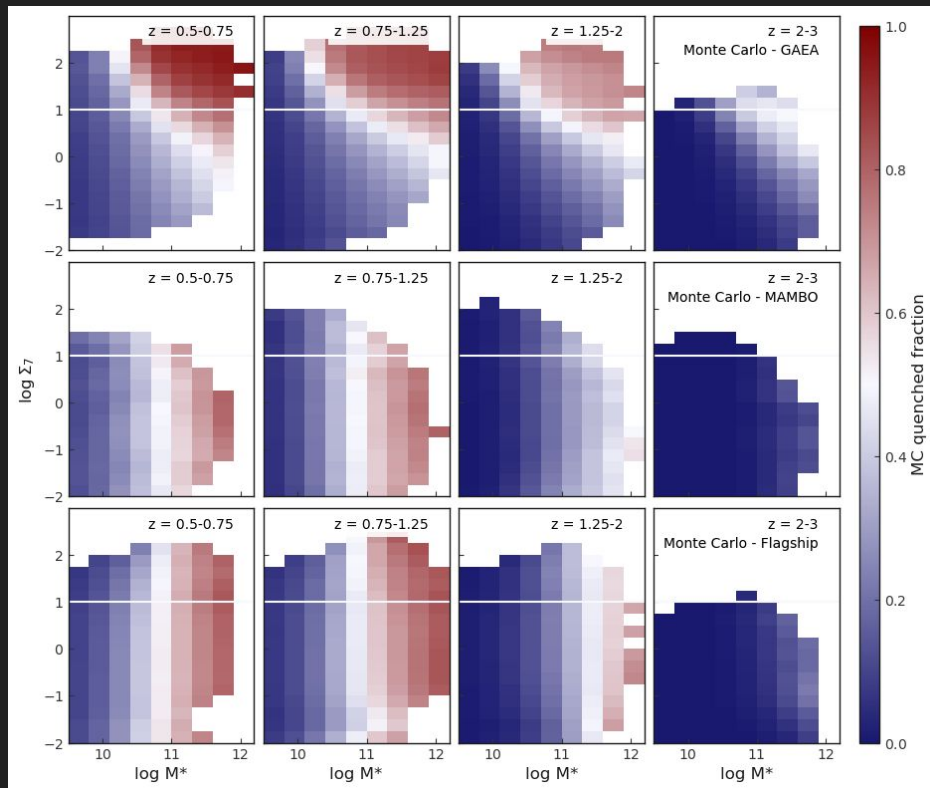 z = 0.5-0.75
z = 0.75-1.25
z = 1.25-2
z = 2-3
Monte Carlo - GAEA
2
1
0
−1
−2
z = 0.5-0.75
z = 0.75-1.25
z = 1.25-2
z = 2-3
Monte Carlo - MAMBO
2
1
0
−1
−2
log Σ7
z = 0.5-0.75
z = 0.75-1.25
z = 1.25-2
z = 2-3
Monte Carlo - Flagship
2
1
0
−1
−2
10 11 12
10 11 12
10 11 12
10 11 12
log M*
log M*
log M*
log M*
1.0
0.8
0.6
0.4
0.2
0.0
MC quenched fraction